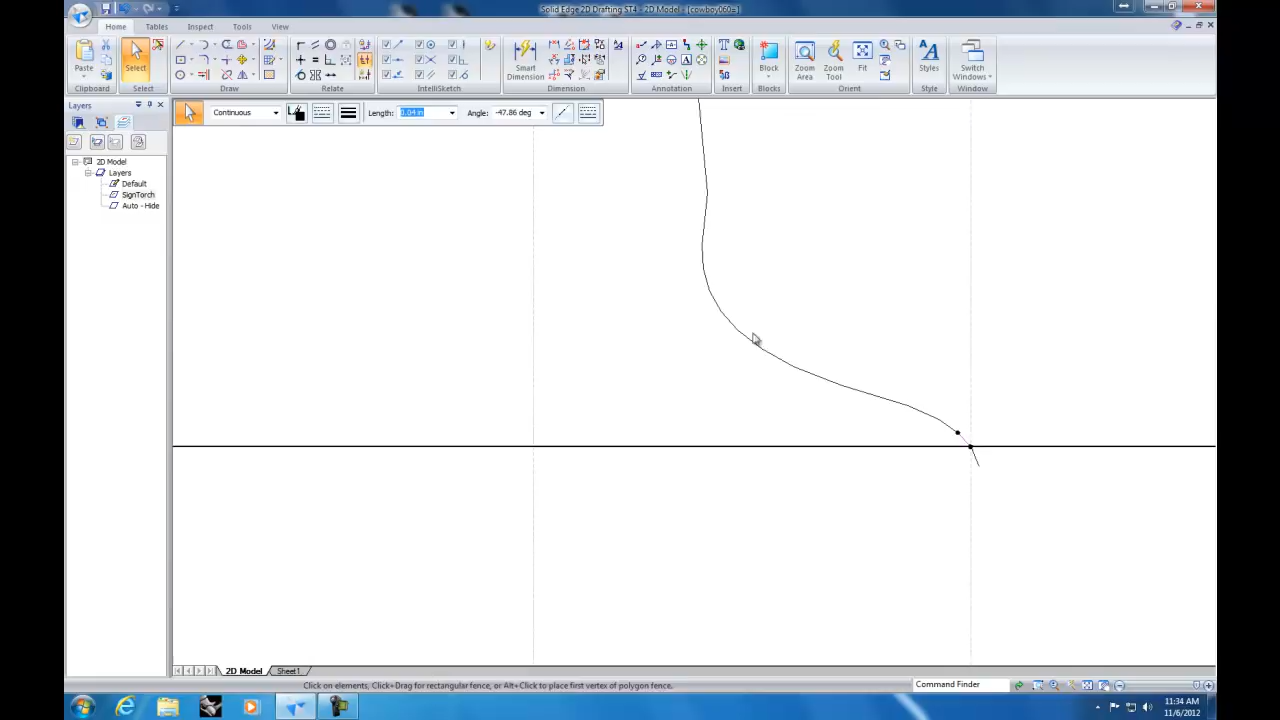 Solid Edge 2D Drafting ST4 - 2D Model - [cowboy060a]
Home Tables Inspect Tools View
Paste
Select
Smart Dimension
Block
Zoom Area
Zoom Tool
Fit
Styles
Switch Windows
Clipboard Select Draw Relate IntelliSketch Dimension Annotation Insert Blocks Orient Style Window
Layers
Continuous Length: 0.04 in Angle: -47.86 deg
2D Model
Layers
Default
SignTorch
Auto - Hide
2D Model Sheet1
Click on elements, Click+Drag for rectangular fence, or Alt+Click to place first vertex of polygon fence.
Command Finder
11:34 AM
11/6/2012